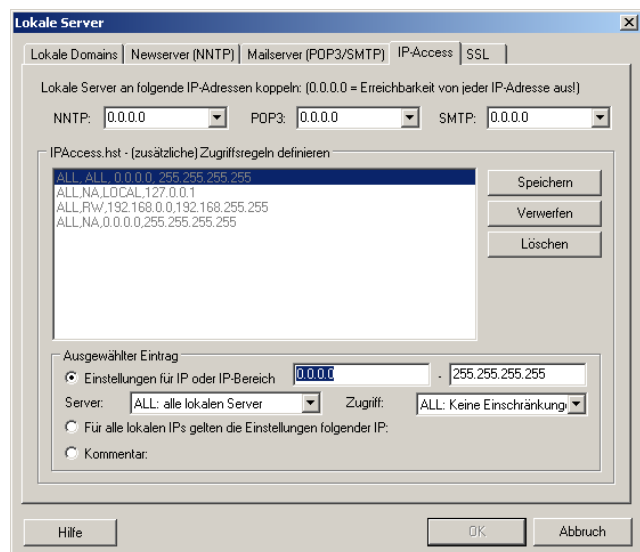 Lokale Server
Lokale Domains Newserver (NNTP) Mailserver (POP3/SMTP) IP-Access SSL
Lokale Server an folgende IP-Adressen koppeln: (0.0.0.0 = Erreichbarkeit von jeder IP-Adresse aus!)
NNTP: 0.0.0.0 POP3: 0.0.0.0 SMTP: 0.0.0.0
IPAccess.hst - (zusätzliche) Zugriffsregeln definieren
ALL, ALL, 0.0.0.0, 255.255.255.255
ALL,NA,LOCAL,127.0.0.1
ALL,RW,192.168.0.0,192.168.255.255
ALL,NA,0.0.0.0,255.255.255.255
Speichern
Verwerfen
Löschen
Ausgewählter Eintrag
Einstellungen für IP oder IP-Bereich 0.0.0.0 - 255.255.255.255
Server: ALL: alle lokalen Server Zugriff: ALL: Keine Einschränkung
Für alle lokalen IPs gelten die Einstellungen folgender IP:
Kommentar:
Hilfe OK Abbruch